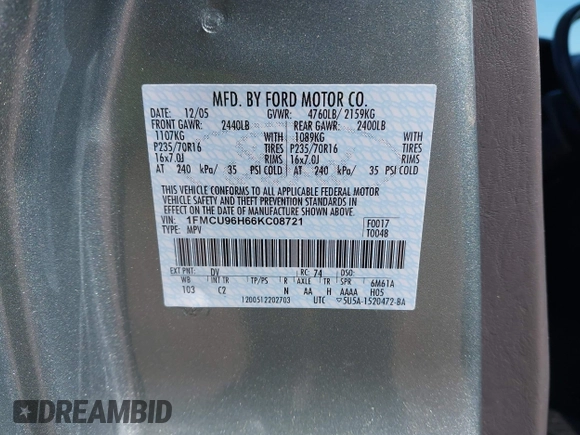 MFD. BY FORD MOTOR CO.
DATE: 12/05 GVWR: 4760LB/ 2159KG
FRONT GAWR: 2440LB REAR GAWR: 2400LB
1107KG 1089KG
P235/70R16 TIRES P235/70R16 TIRES
16x7.0J RIMS 16x7.0J RIMS
AT 240 kPa/ 35 PSI COLD AT 240 kPa/ 35 PSI COLD
THIS VEHICLE CONFORMS TO ALL APPLICABLE FEDERAL MOTOR
VEHICLE SAFETY AND THEFT PREVENTION STANDARDS IN
EFFECT ON THE DATE OF MANUFACTURE SHOWN ABOVE.
VIN: 1FMCU96H66KC08721 F0017
TYPE: MPV T0048
EXT PNT: DV RC: 74 DSO:
WB INT TR TP/PS R AXLE TR SPR 6M61A
103 C2 N AA H AAAA H05
1200512202703 UTC ▽5U5A-1520472-BA
DREAMBID